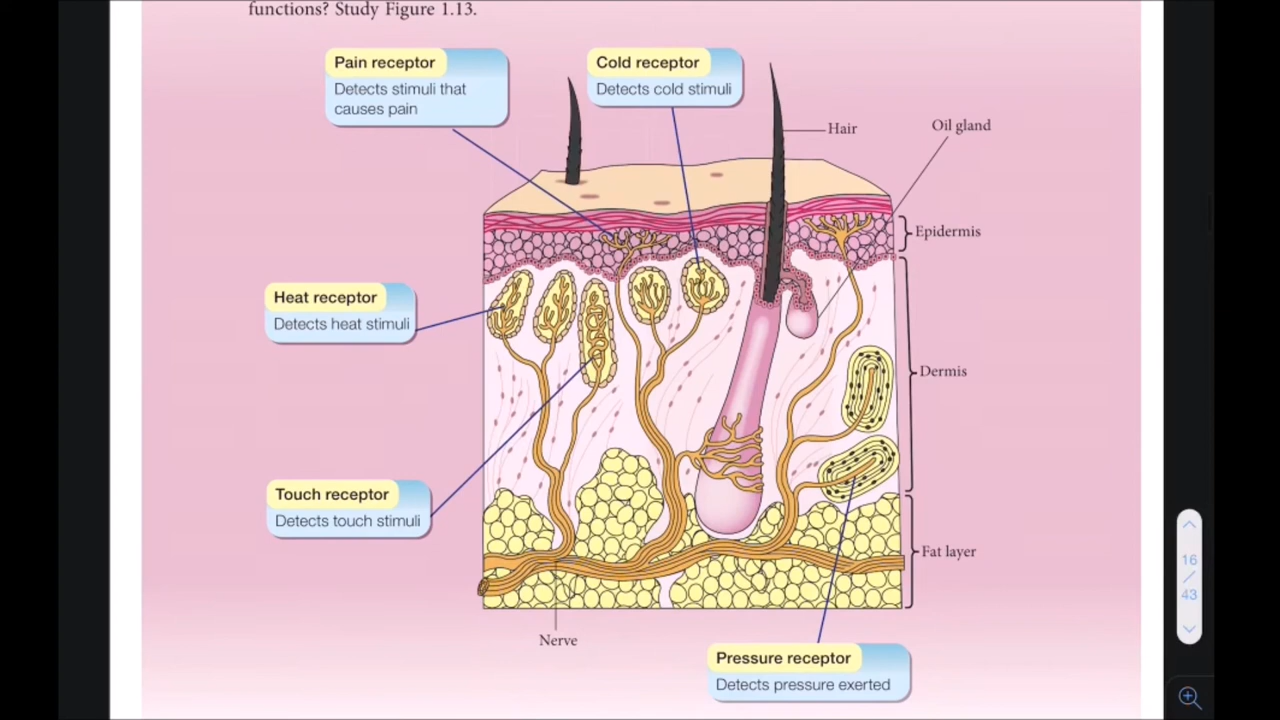 functions? Study Figure 1.13.
Pain receptor
Detects stimuli that
causes pain
Cold receptor
Detects cold stimuli
Hair
Oil gland
Epidermis
Heat receptor
Detects heat stimuli
Dermis
Touch receptor
Detects touch stimuli
Fat layer
Nerve
Pressure receptor
Detects pressure exerted
16
/
43